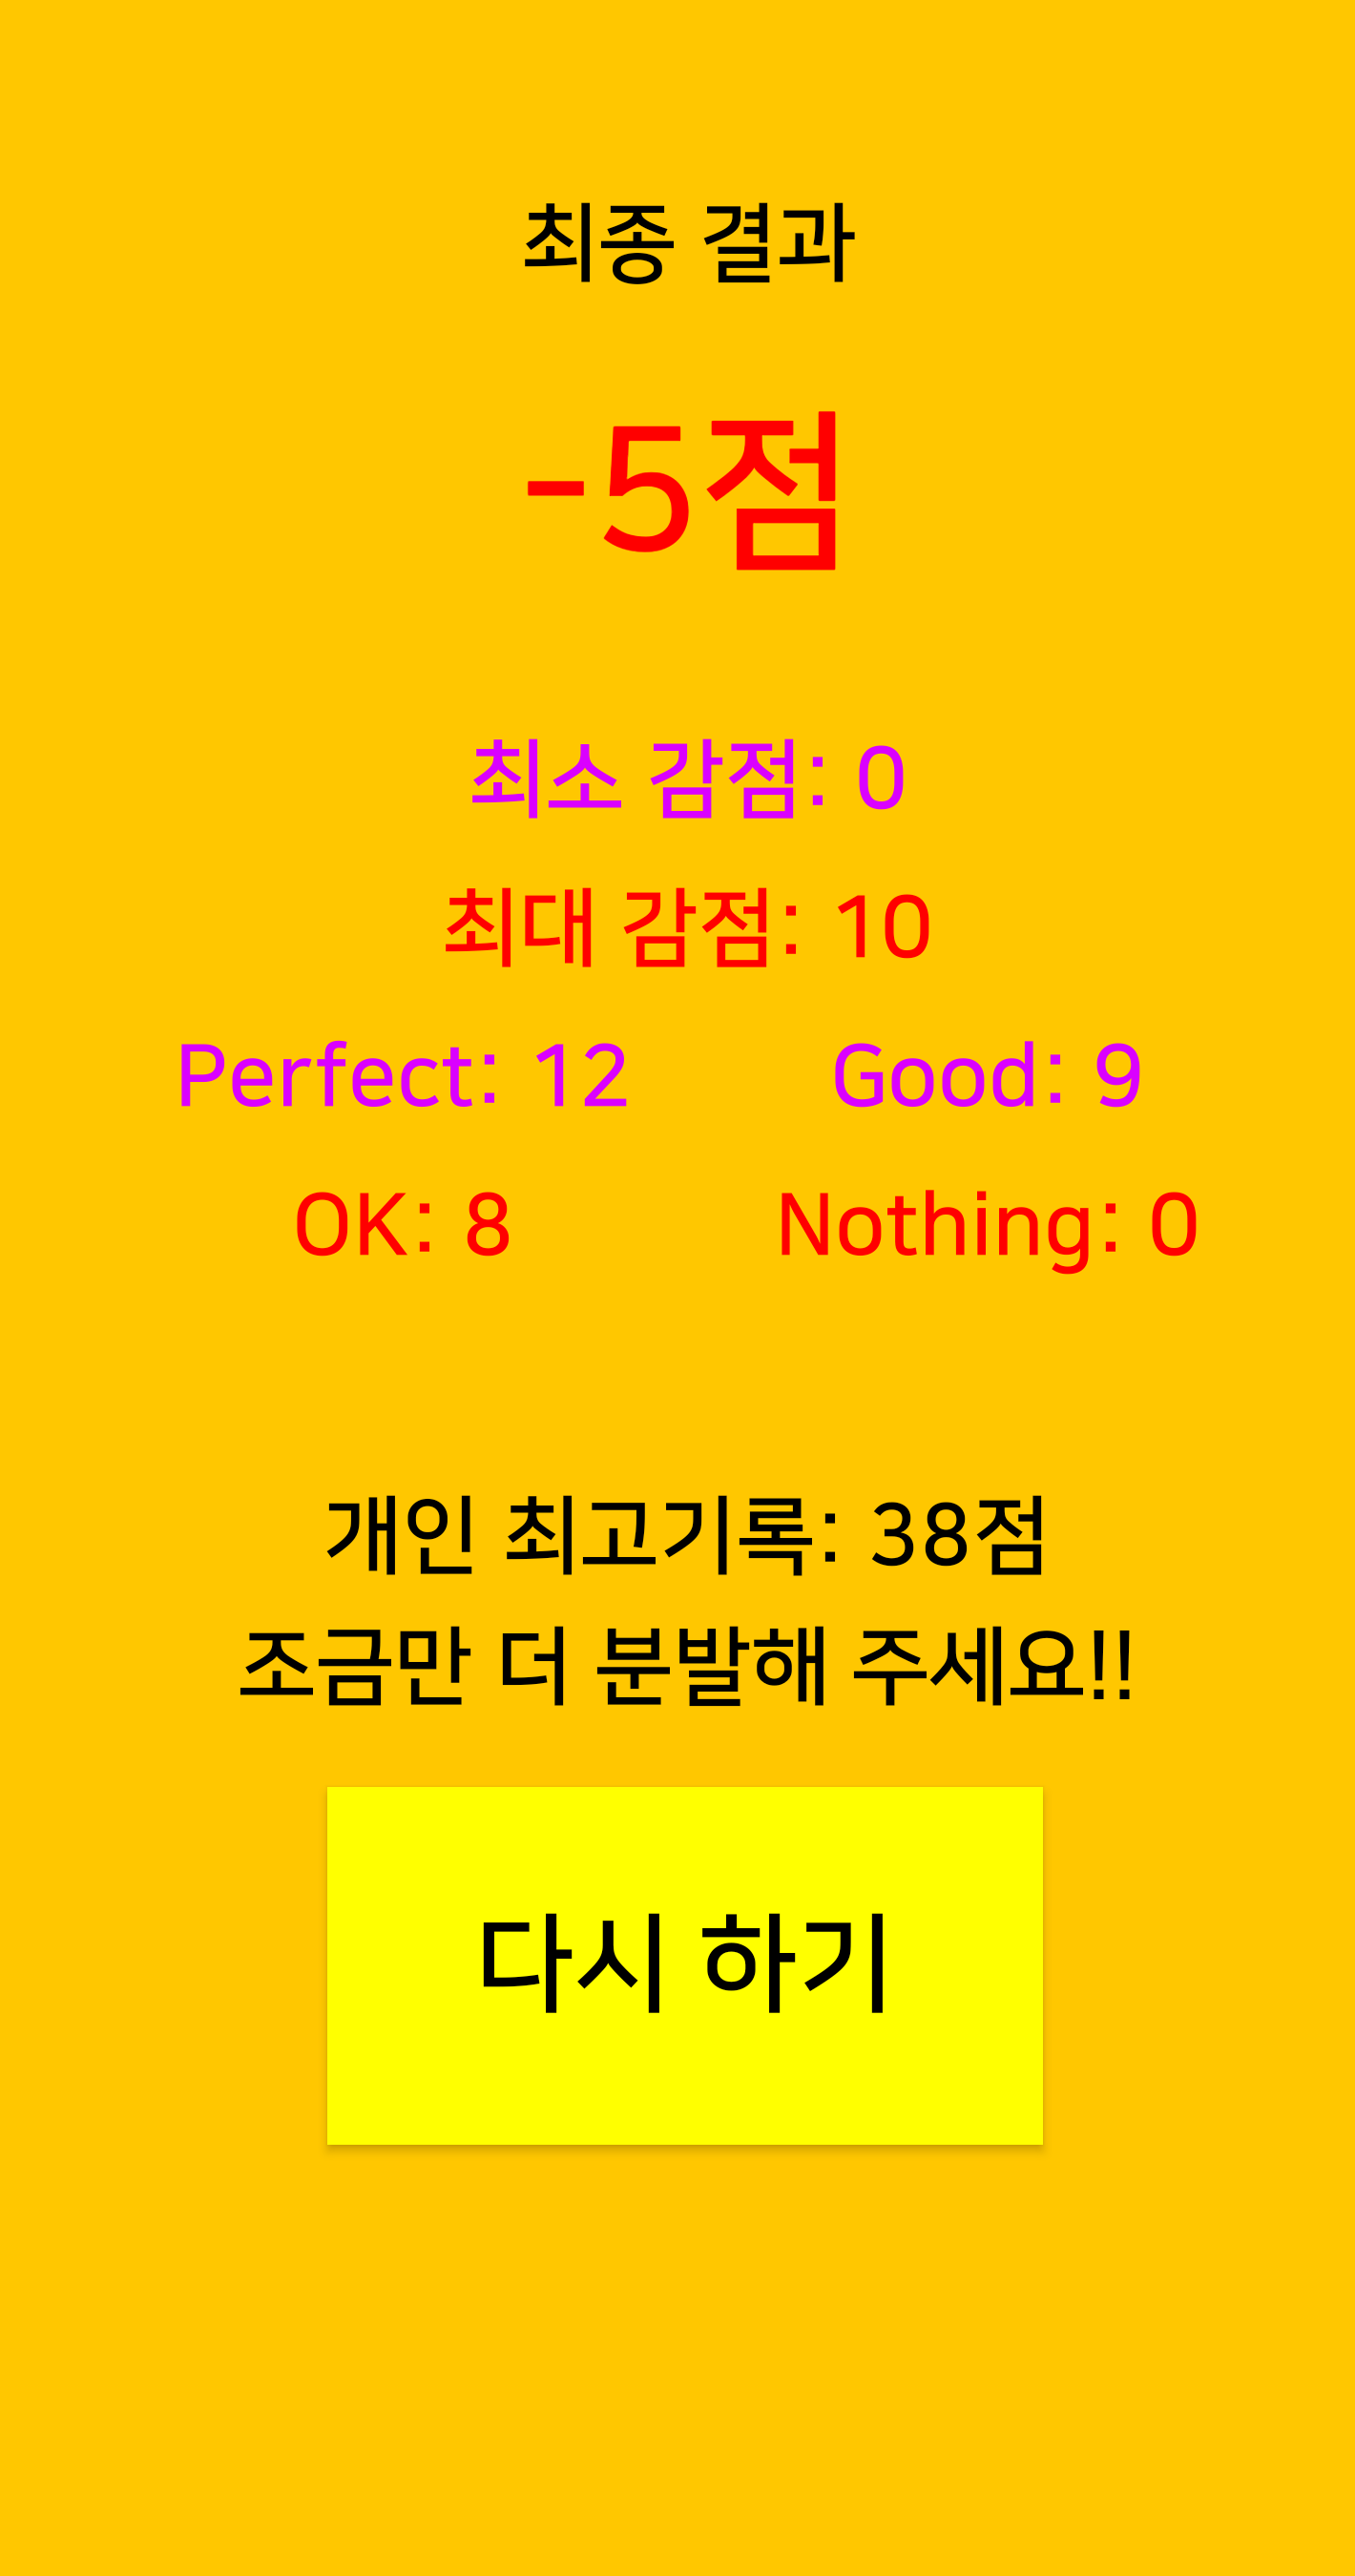 최종 결과
-5점
최소 감점: 0
최대 감점: 10
Perfect: 12 Good: 9
OK: 8 Nothing: 0
개인 최고기록: 38점
조금만 더 분발해 주세요!!
다시 하기